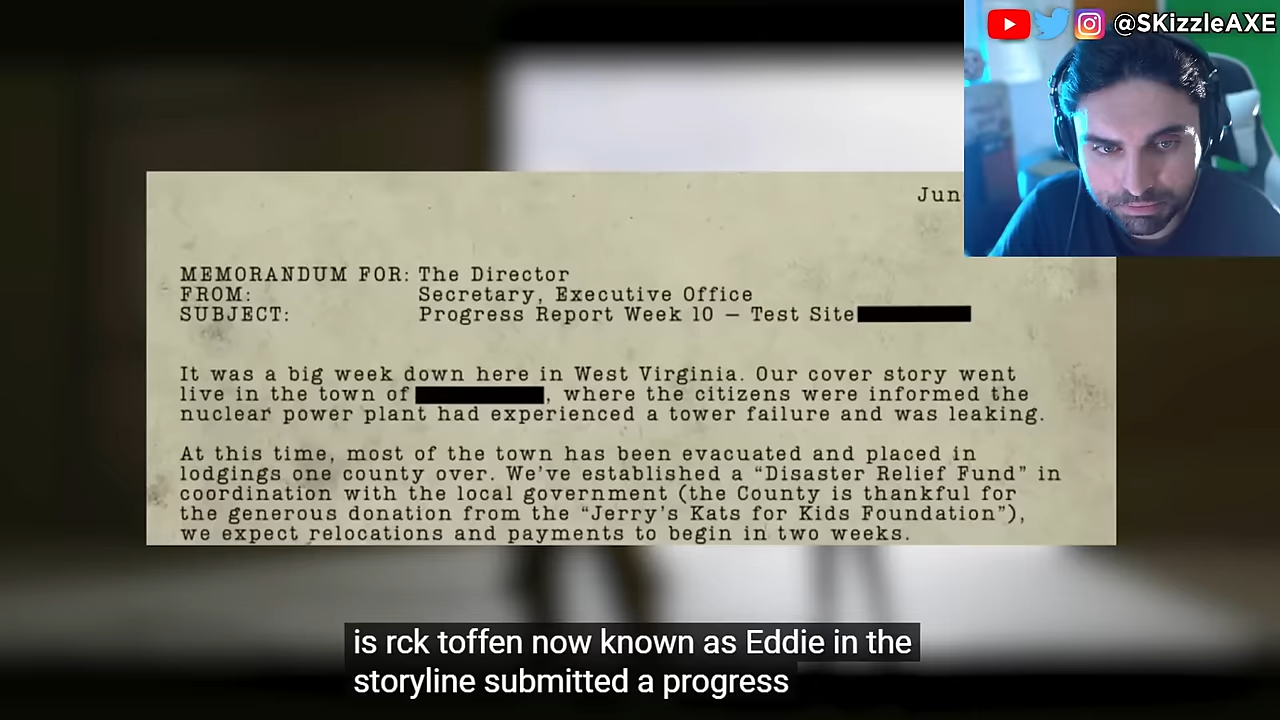 @SKizzleAXE
Jun
MEMORANDUM FOR: The Director
FROM: Secretary, Executive Office
SUBJECT: Progress Report Week 10 — Test Site
It was a big week down here in West Virginia. Our cover story went
live in the town of , where the citizens were informed the
nuclear power plant had experienced a tower failure and was leaking.
At this time, most of the town has been evacuated and placed in
lodgings one county over. We've established a “Disaster Relief Fund” in
coordination with the local government (the County is thankful for
the generous donation from the “Jerry's Kats for Kids Foundation”),
we expect relocations and payments to begin in two weeks.
is rck toffen now known as Eddie in the
storyline submitted a progress